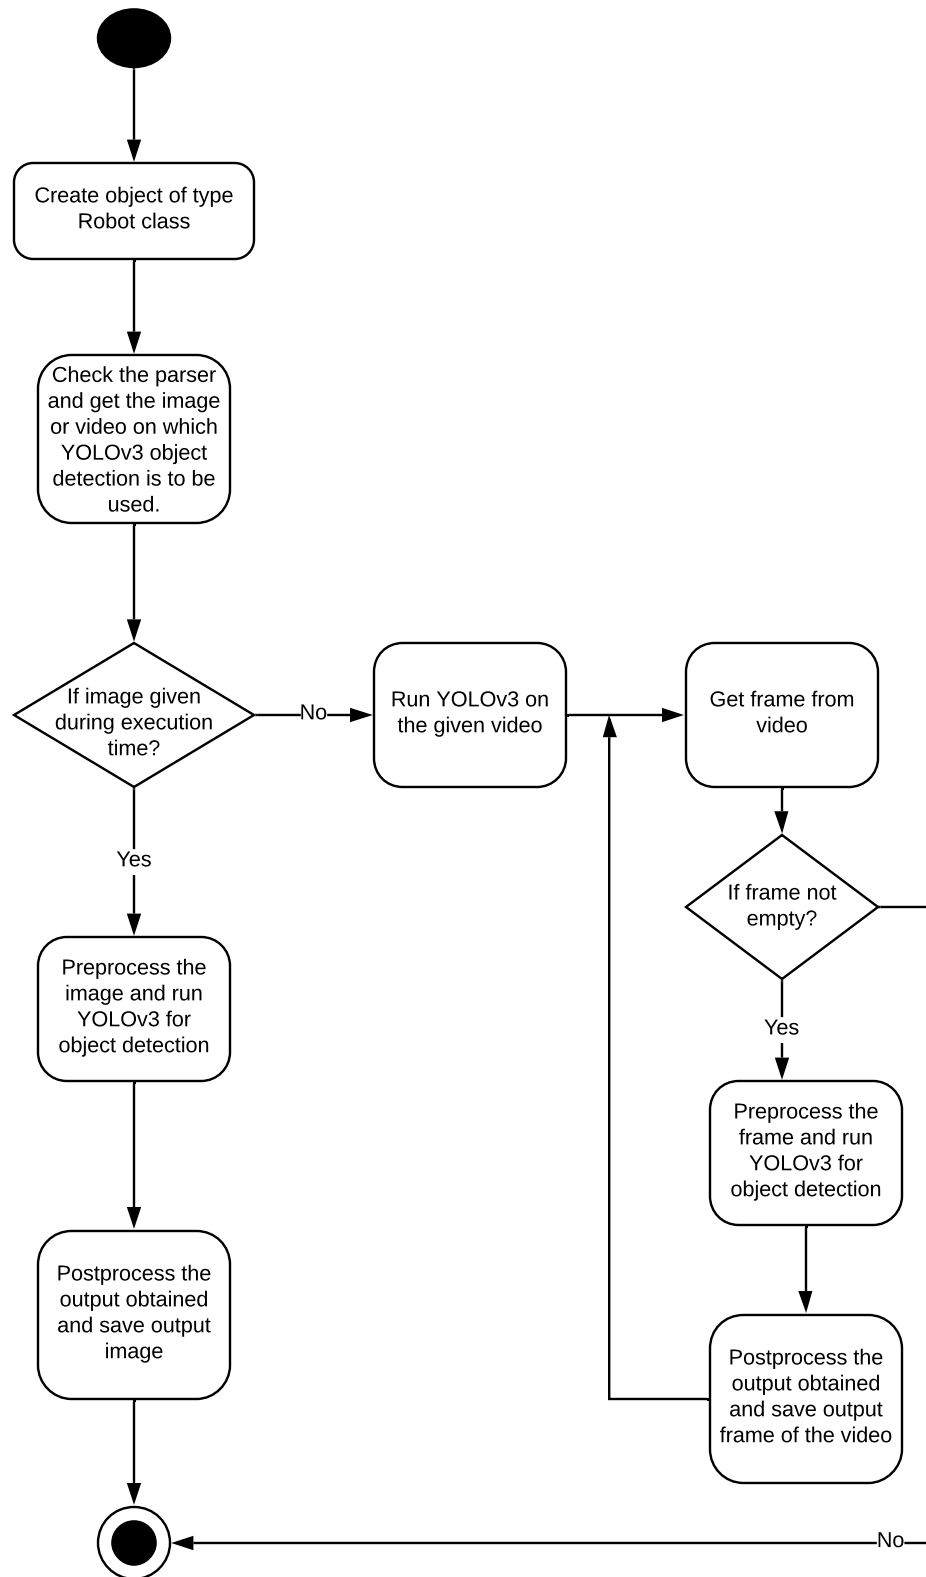 Create object of type
Robot class
Check the parser
and get the image
or video on which
YOLOv3 object
detection is to be
used.
If image given
during execution
time?
No
Run YOLOv3 on
the given video
Get frame from
video
Yes
If frame not
empty?
Preprocess the
image and run
YOLOv3 for
object detection
Yes
Preprocess the
frame and run
YOLOv3 for
object detection
Postprocess the
output obtained
and save output
image
Postprocess the
output obtained
and save output
frame of the video
No